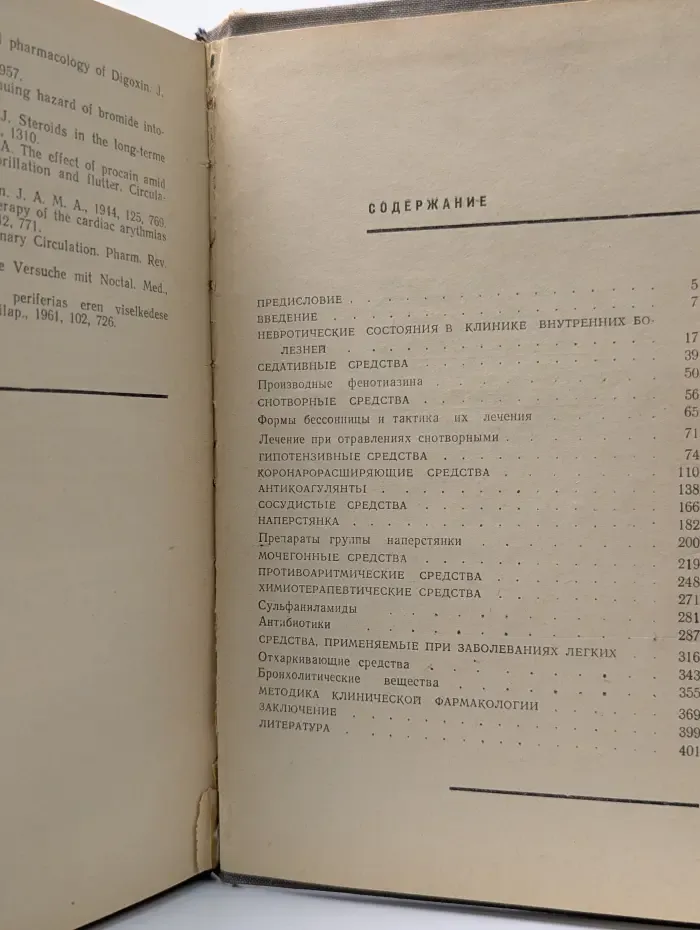 l pharmacology of Digoxin. J.
957.
uing hazard of bromide into-
J. Steroids in the long-terme
, 1310.
A. The effect of procain amid
brillation and flutter. Circula-
n. J. A. M. A., 1944, 125, 769.
erapy of the cardiac arythmias
12, 771.
nary Circulation. Pharm. Rev.
e Versuche mit Noctal. Med.,
periferias eren viselkedese
ilap., 1961, 102, 726.
СОДЕРЖАНИЕ
ПРЕДИСЛОВИЕ . . . . . . . . . . . . . 5
ВВЕДЕНИЕ . . . . . . . . . . . . . 7
НЕВРОТИЧЕСКИЕ СОСТОЯНИЯ В КЛИНИКЕ ВНУТРЕННИХ БО-
ЛЕЗНЕЙ . . . . . . . . . . . . . 17
СЕДАТИВНЫЕ СРЕДСТВА . . . . . . . . . . 39
Производные фенотиазина . . . . . . . . . . 50
СНОТВОРНЫЕ СРЕДСТВА . . . . . . . . . . 56
Формы бессонницы и тактика их лечения . . . . . . 65
Лечение при отравлениях снотворными . . . . . . . 71
ГИПОТЕНЗИВНЫЕ СРЕДСТВА . . . . . . . . . 74
КОРОНАРОРАСШИРЯЮЩИЕ СРЕДСТВА . . . . . . . 110
АНТИКОАГУЛЯНТЫ . . . . . . . . . . . 138
СОСУДИСТЫЕ СРЕДСТВА . . . . . . . . . . 166
НАПЕРСТЯНКА . . . . . . . . . . . . 182
Препараты группы наперстянки . . . . . . . . 200
МОЧЕГОННЫЕ СРЕДСТВА . . . . . . . . . . 219
ПРОТИВОАРИТМИЧЕСКИЕ СРЕДСТВА . . . . . . . 248
ХИМИОТЕРАПЕВТИЧЕСКИЕ СРЕДСТВА . . . . . . . 271
Сульфаниламиды . . . . . . . . . . . 281
Антибиотики . . . . . . . . . . . . 287
СРЕДСТВА, ПРИМЕНЯЕМЫЕ ПРИ ЗАБОЛЕВАНИЯХ ЛЕГКИХ . . 316
Отхаркивающие средства . . . . . . . . . . 343
Бронхолитические вещества . . . . . . . . . 355
МЕТОДИКА КЛИНИЧЕСКОЙ ФАРМАКОЛОГИИ . . . . . 369
ЗАКЛЮЧЕНИЕ . . . . . . . . . . . . 399
ЛИТЕРАТУРА . . . . . . . . . . . . 401